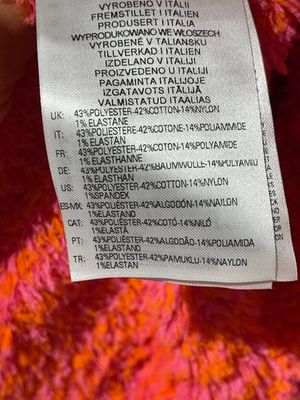 VYROBENO V ITÁLII
FREMSTILLET I ITALIEN
PRODUSERT I ITALIA
WYPRODUKOWANO WE WŁOSZECH
VYROBENÉ V TALIANSKU
TILLVERKAD I ITALIEN
IZDELANO V ITALIJI
PROIZVEDENO U ITALIJI
PAGAMINTA ITALIJOJE
IZGATAVOTS ITĀLIJĀ
VALMISTATUD ITAALIAS
UK: 43%POLYESTER-42%COTTON-14%NYLON
1% ELASTANE
IT: 43%POLIESTERE-42%COTONE-14%POLIAMMIDE
1% ELASTAN
FR: 43%POLYESTER-42%COTON-14%POLYAMIDE
1% ELASTHANNE
DE: 43%POLYESTER-42%BAUMWOLLE-14%POLYAMID
1% ELASTHAN
US: 43%POLYESTER-42%COTTON-14%NYLON
1%SPANDEX
ES-MX: 43%POLIÉSTER-42%ALGODÓN-14%NAILON
1%ELASTANO
CAT: 43%POLIÈSTER-42%COTÓ-14%NILÓ
1%ELASTÀ
PT: 43%POLIÉSTER-42%ALGODÃO-14%POLIAMIDA
1%ELASTANO
TR: 43%POLYESTER-42%PAMUKLU-14%NAYLON
1%ELASTAN